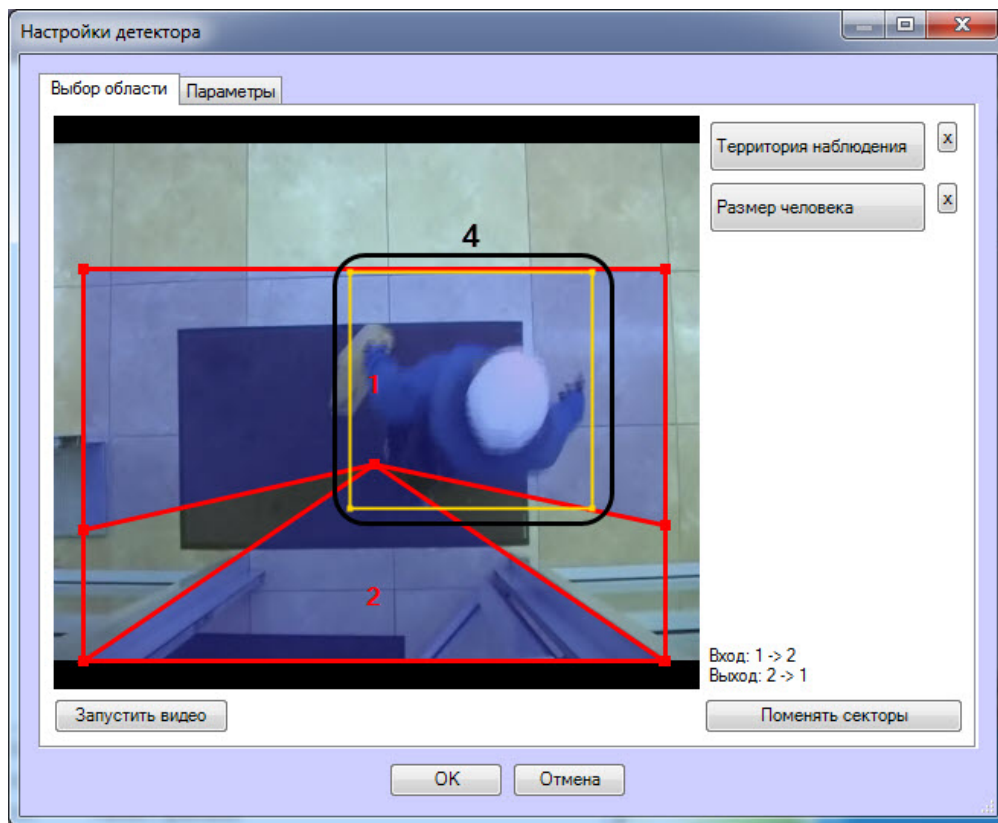 Настройки детектора
Выбор области
Параметры
Территория наблюдения
x
Размер человека
x
4
1
2
Вход: 1 -> 2
Выход: 2 -> 1
Запустить видео
Поменять секторы
OK
Отмена